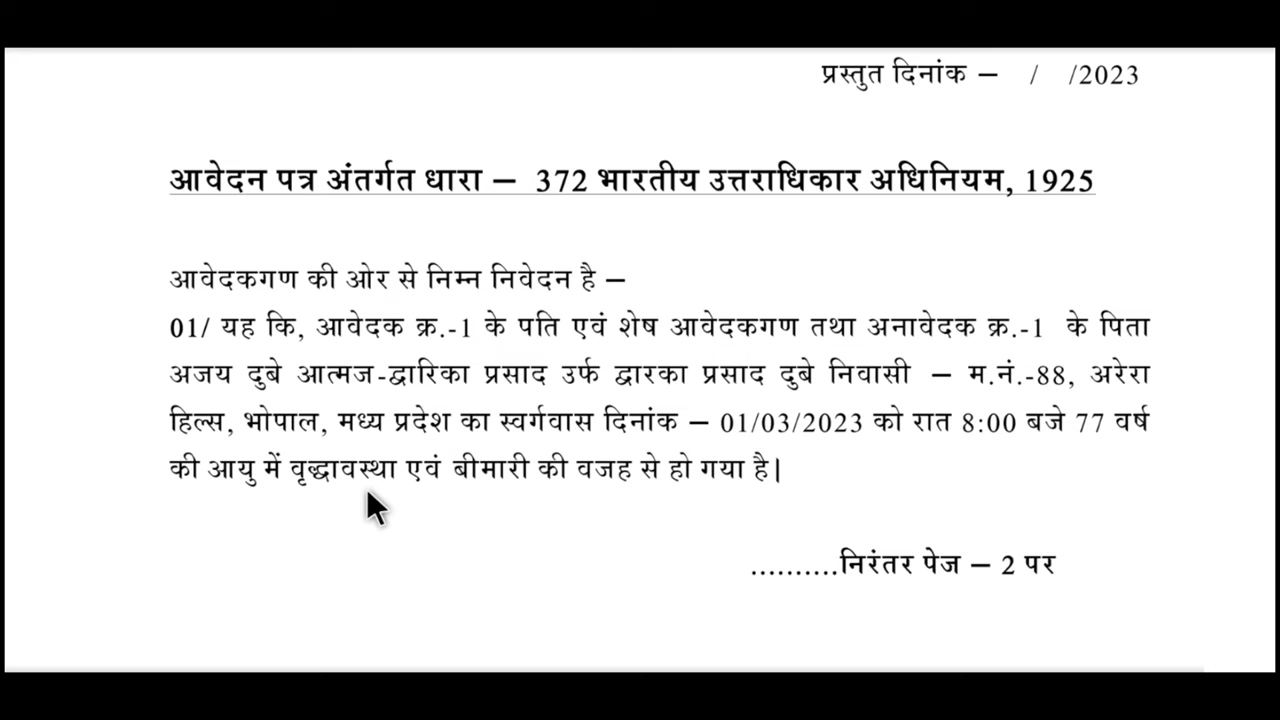 प्रस्तुत दिनांक – / /2023
आवेदन पत्र अंतर्गत धारा – 372 भारतीय उत्तराधिकार अधिनियम, 1925
आवेदकगण की ओर से निम्न निवेदन है –
01/ यह कि, आवेदक क्र.-1 के पति एवं शेष आवेदकगण तथा अनावेदक क्र.-1 के पिता
अजय दुबे आत्मज-द्वारिका प्रसाद उर्फ द्वारका प्रसाद दुबे निवासी – म.नं.-88, अरेरा
हिल्स, भोपाल, मध्य प्रदेश का स्वर्गवास दिनांक – 01/03/2023 को रात 8:00 बजे 77 वर्ष
की आयु में वृद्धावस्था एवं बीमारी की वजह से हो गया है|
..........निरंतर पेज – 2 पर